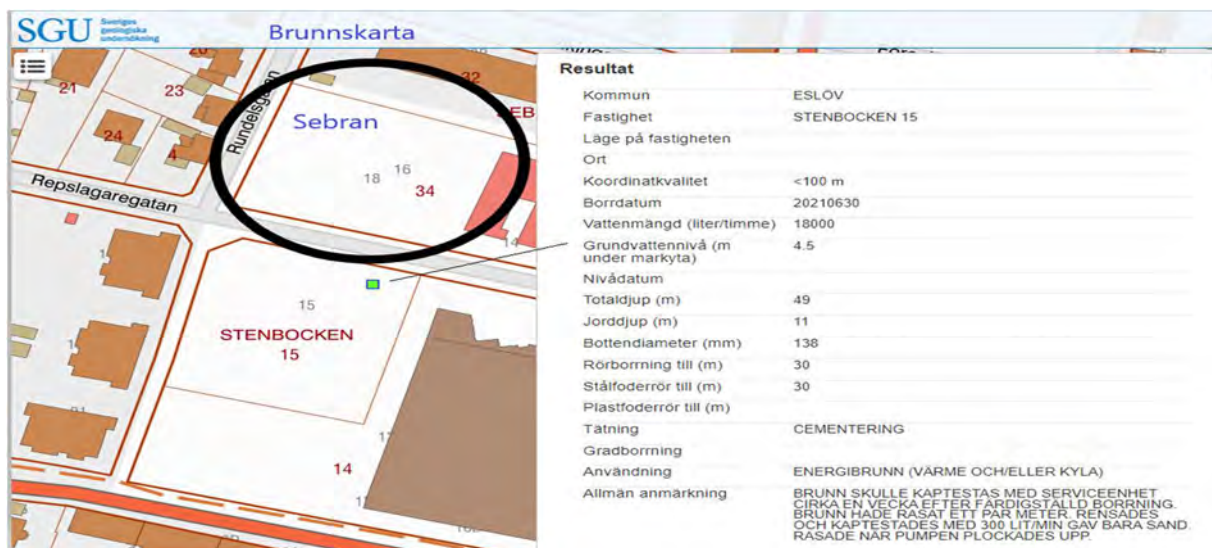 SGU Sveriges geologiska undersökning
Brunnskarta
21
23
24
4
32
SEB
Rundelsgatan
Sebran
16
18
34
Repslagaregatan
14
15
STENBOCKEN
15
14
Resultat
Kommun ESLÖV
Fastighet STENBOCKEN 15
Läge på fastigheten
Ort
Koordinatkvalitet <100 m
Borrdatum 20210630
Vattenmängd (liter/timme) 18000
Grundvattennivå (m under markyta) 4.5
Nivådatum
Totaldjup (m) 49
Jorddjup (m) 11
Bottendiameter (mm) 138
Rörborrning till (m) 30
Stålfoderrör till (m) 30
Plastfoderrör till (m)
Tätning CEMENTERING
Gradborrning
Användning ENERGIBRUNN (VÄRME OCH/ELLER KYLA)
Allmän anmärkning BRUNN SKULLE KAPTESTAS MED SERVICEENHET
CIRKA EN VECKA EFTER FÄRDIGSTÄLLD BORRNING.
BRUNN HADE RASAT ETT PAR METER. RENSADES
OCH KAPTESTADES MED 300 LIT/MIN GAV BARA SAND.
RASADE NÄR PUMPEN PLOCKADES UPP.